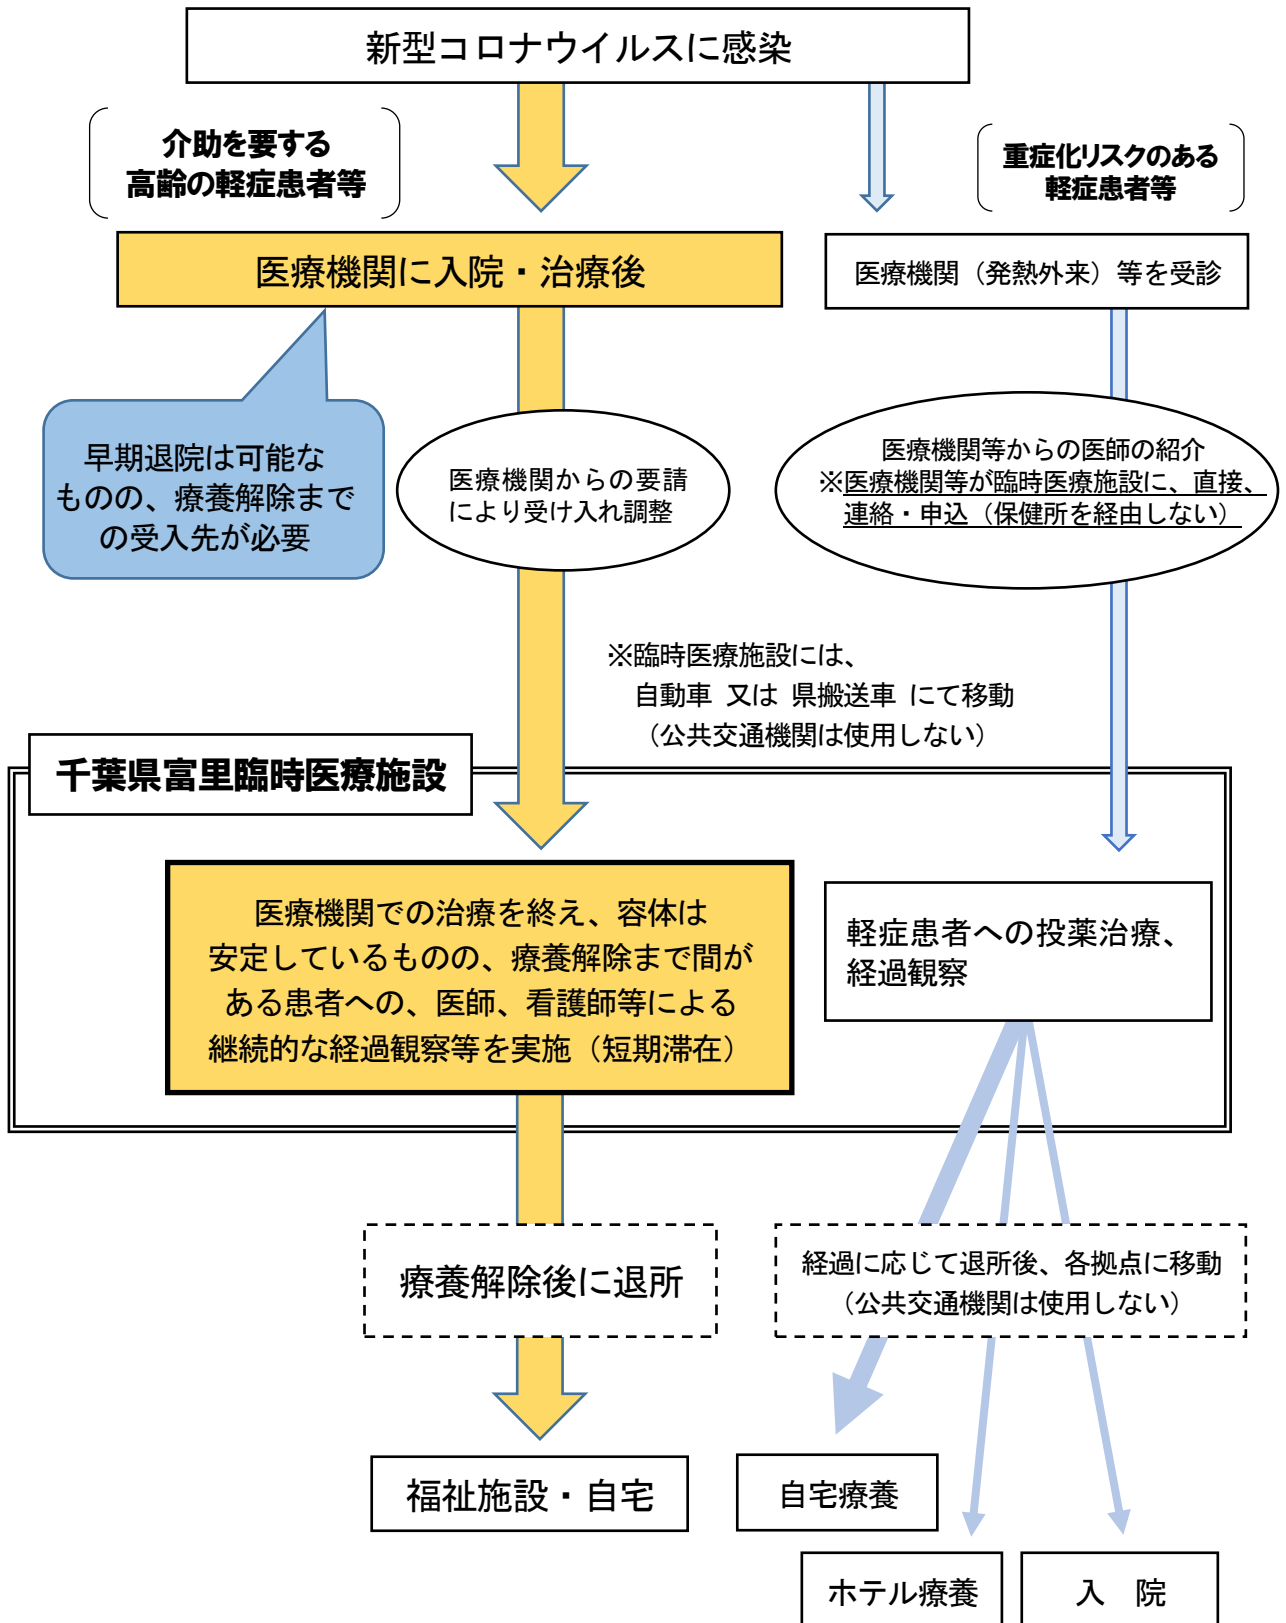 新型コロナウイルスに感染
介助を要する
高齢の軽症患者等
重症化リスクのある
軽症患者等
医療機関に入院・治療後
医療機関（発熱外来）等を受診
早期退院は可能な
ものの、療養解除まで
の受入先が必要
医療機関からの要請
により受け入れ調整
医療機関等からの医師の紹介
※医療機関等が臨時医療施設に、直接、
連絡・申込（保健所を経由しない）
※臨時医療施設には、
自動車 又は 県搬送車 にて移動
（公共交通機関は使用しない）
千葉県富里臨時医療施設
医療機関での治療を終え、容体は
安定しているものの、療養解除まで間が
ある患者への、医師、看護師等による
継続的な経過観察等を実施（短期滞在）
軽症患者への投薬治療、
経過観察
療養解除後に退所
経過に応じて退所後、各拠点に移動
（公共交通機関は使用しない）
福祉施設・自宅
自宅療養
ホテル療養
入　院